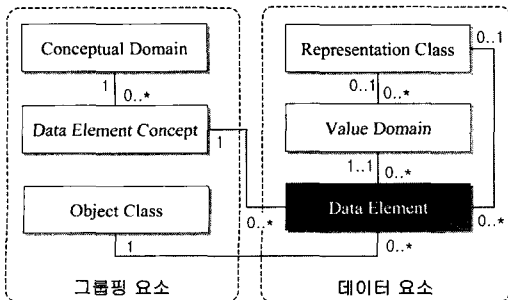 Conceptual Domain
1
0..*
Data Element Concept
1
Object Class
1
그룹핑 요소
Representation Class
0..1
0..1
0..*
Value Domain
1..1
0..*
Data Element
0..*
0..*
0..*
데이터 요소